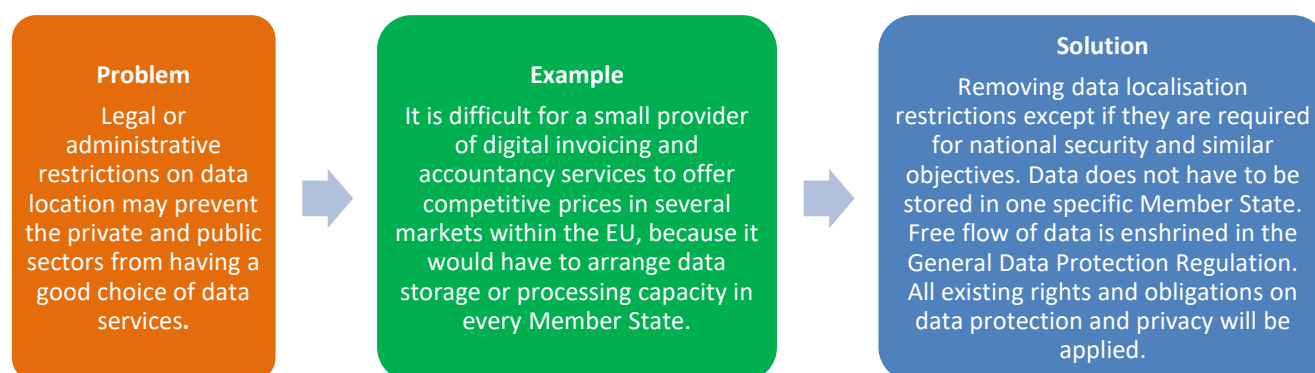 Problem
Legal or
administrative
restrictions on data
location may prevent
the private and public
sectors from having a
good choice of data
services.
Example
It is difficult for a small provider
of digital invoicing and
accountancy services to offer
competitive prices in several
markets within the EU, because it
would have to arrange data
storage or processing capacity in
every Member State.
Solution
Removing data localisation
restrictions except if they are required
for national security and similar
objectives. Data does not have to be
stored in one specific Member State.
Free flow of data is enshrined in the
General Data Protection Regulation.
All existing rights and obligations on
data protection and privacy will be
applied.